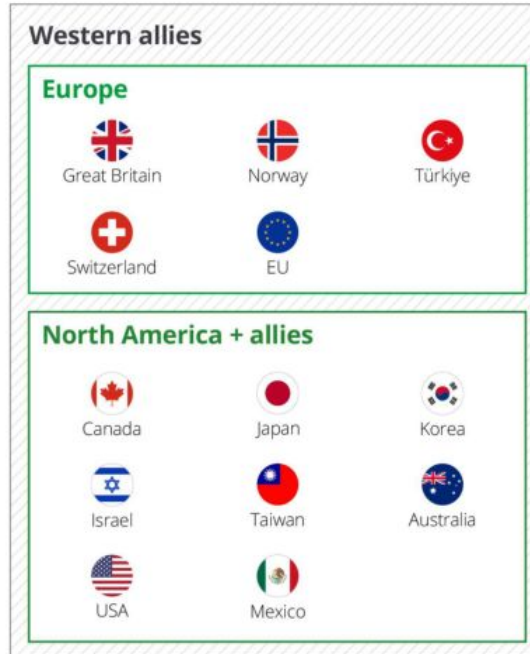 Western allies
Europe
Great Britain Norway Türkiye
Switzerland EU
North America + allies
Canada Japan Korea
Israel Taiwan Australia
USA Mexico